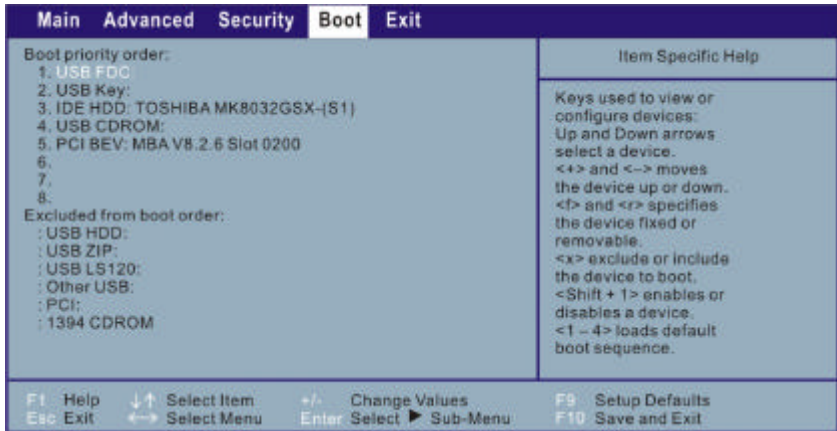 Main Advanced Security Boot Exit
Boot priority order:
1. USB FDC:
2. USB Key:
3. IDE HDD: TOSHIBA MK8032GSX-(S1)
4. USB CDROM:
5. PCI BEV: MBA V8.2.6 Slot 0200
6.
7.
8.
Excluded from boot order:
: USB HDD:
: USB ZIP:
: USB LS120:
: Other USB:
: PCI:
: 1394 CDROM
Item Specific Help
Keys used to view or
configure devices:
Up and Down arrows
select a device.
<+> and <-> moves
the device up or down.
<f> and <r> specifies
the device fixed or
removable.
<x> exclude or include
the device to boot.
<Shift + 1> enables or
disables a device.
<1 – 4> loads default
boot sequence.
F1 Help ↓↑ Select Item +/- Change Values F9 Setup Defaults
Esc Exit ←→ Select Menu Enter Select ▶ Sub-Menu F10 Save and Exit